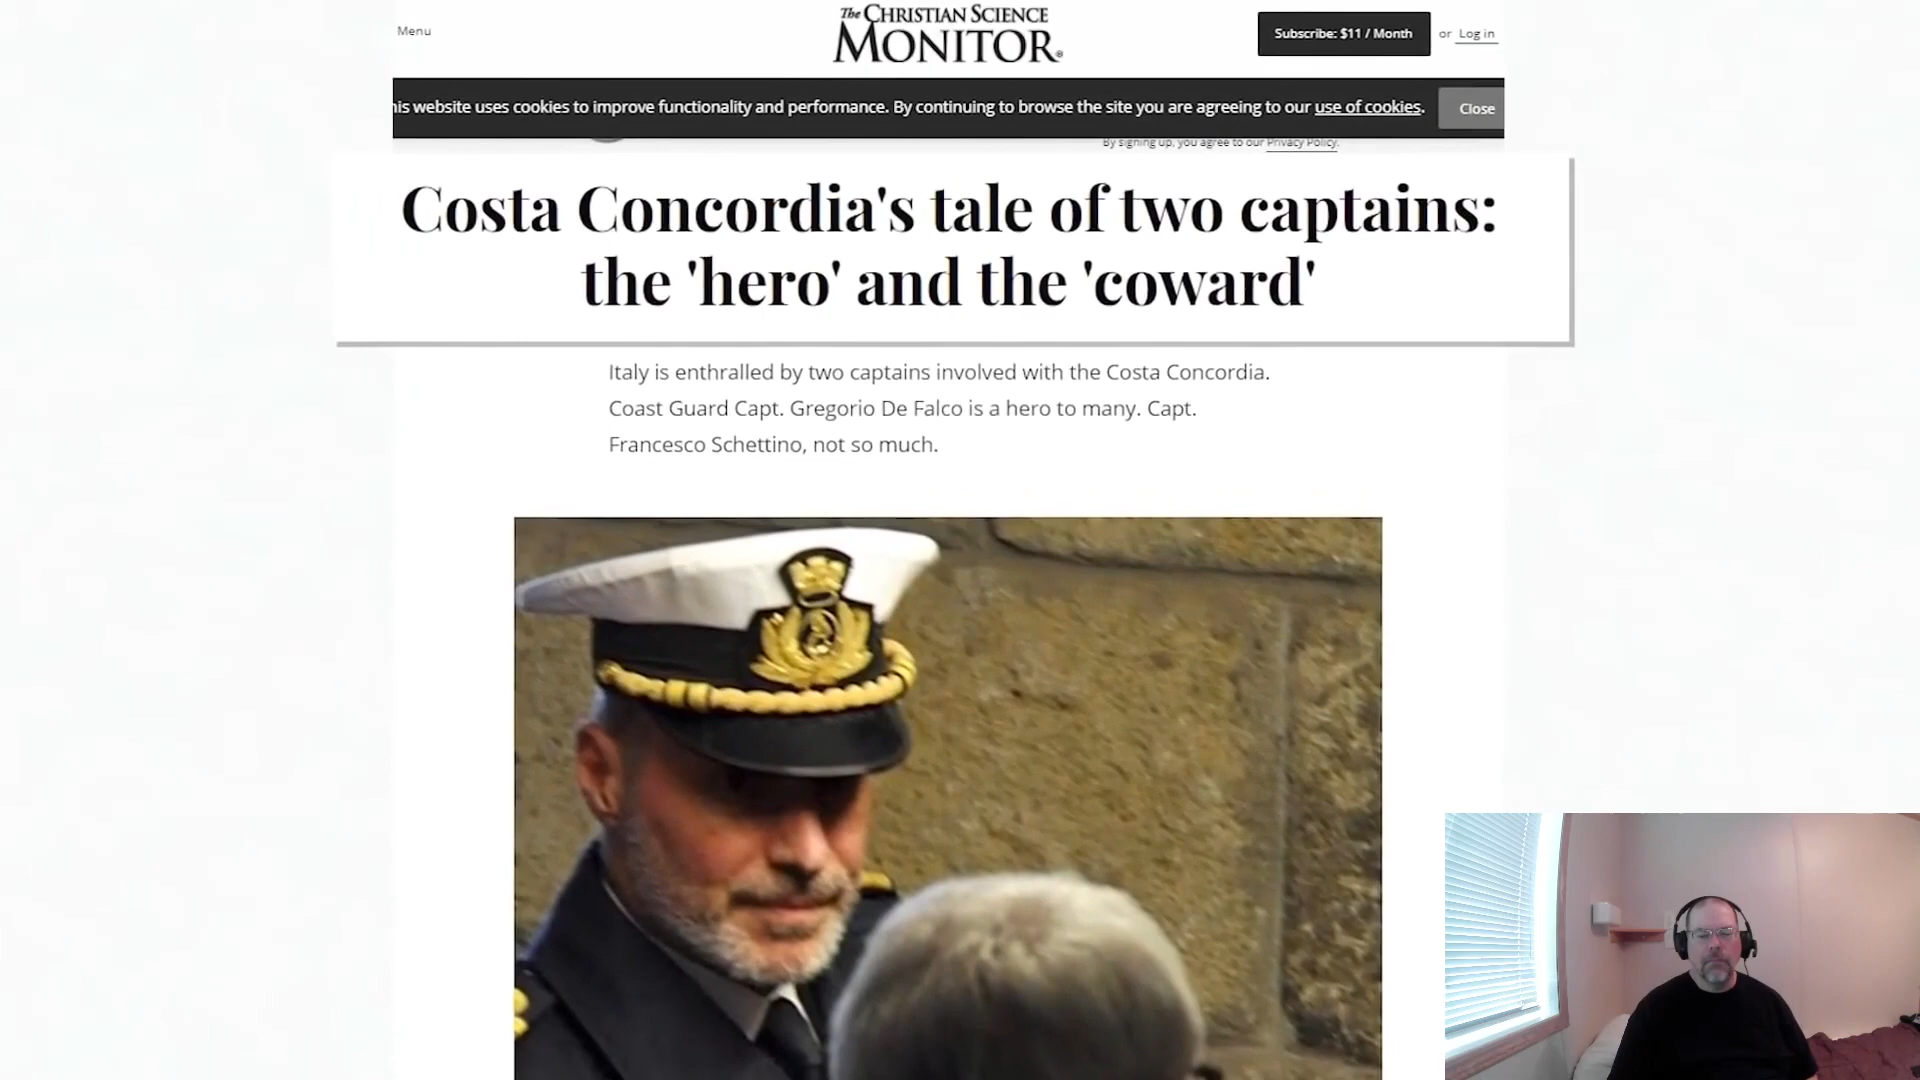 Menu
The CHRISTIAN SCIENCE
MONITOR
Subscribe: $11 / Month
or Log in
his website uses cookies to improve functionality and performance. By continuing to browse the site you are agreeing to our use of cookies.
Close
By signing up, you agree to our Privacy Policy.
Costa Concordia's tale of two captains:
the 'hero' and the 'coward'
Italy is enthralled by two captains involved with the Costa Concordia.
Coast Guard Capt. Gregorio De Falco is a hero to many. Capt.
Francesco Schettino, not so much.